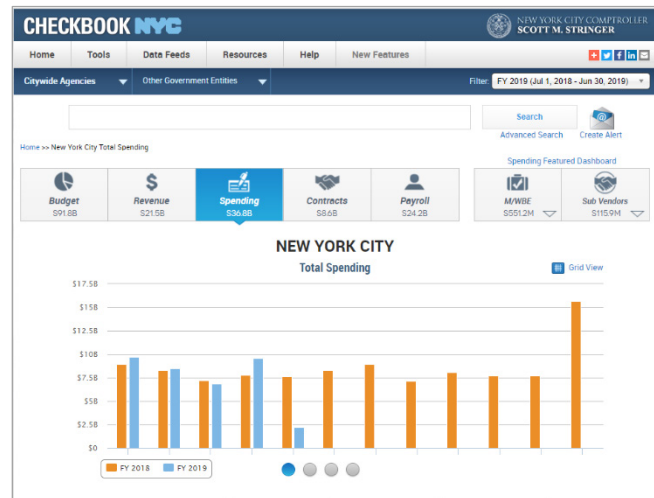 CHECKBOOK NYC
NEW YORK CITY COMPTROLLER
SCOTT M. STRINGER
Home Tools Data Feeds Resources Help New Features
Citywide Agencies Other Government Entities Filter: FY 2019 (Jul 1, 2018 - Jun 30, 2019)
Search
Advanced Search Create Alert
Home >> New York City Total Spending
Spending Featured Dashboard
Budget Revenue Spending Contracts Payroll M/WBE Sub Vendors
$91.8B $21.5B $36.8B $8.6B $24.2B $551.2M $115.9M
NEW YORK CITY
Total Spending
Grid View
$17.5B
$15B
$12.5B
$10B
$7.5B
$5B
$2.5B
$0
FY 2018 FY 2019